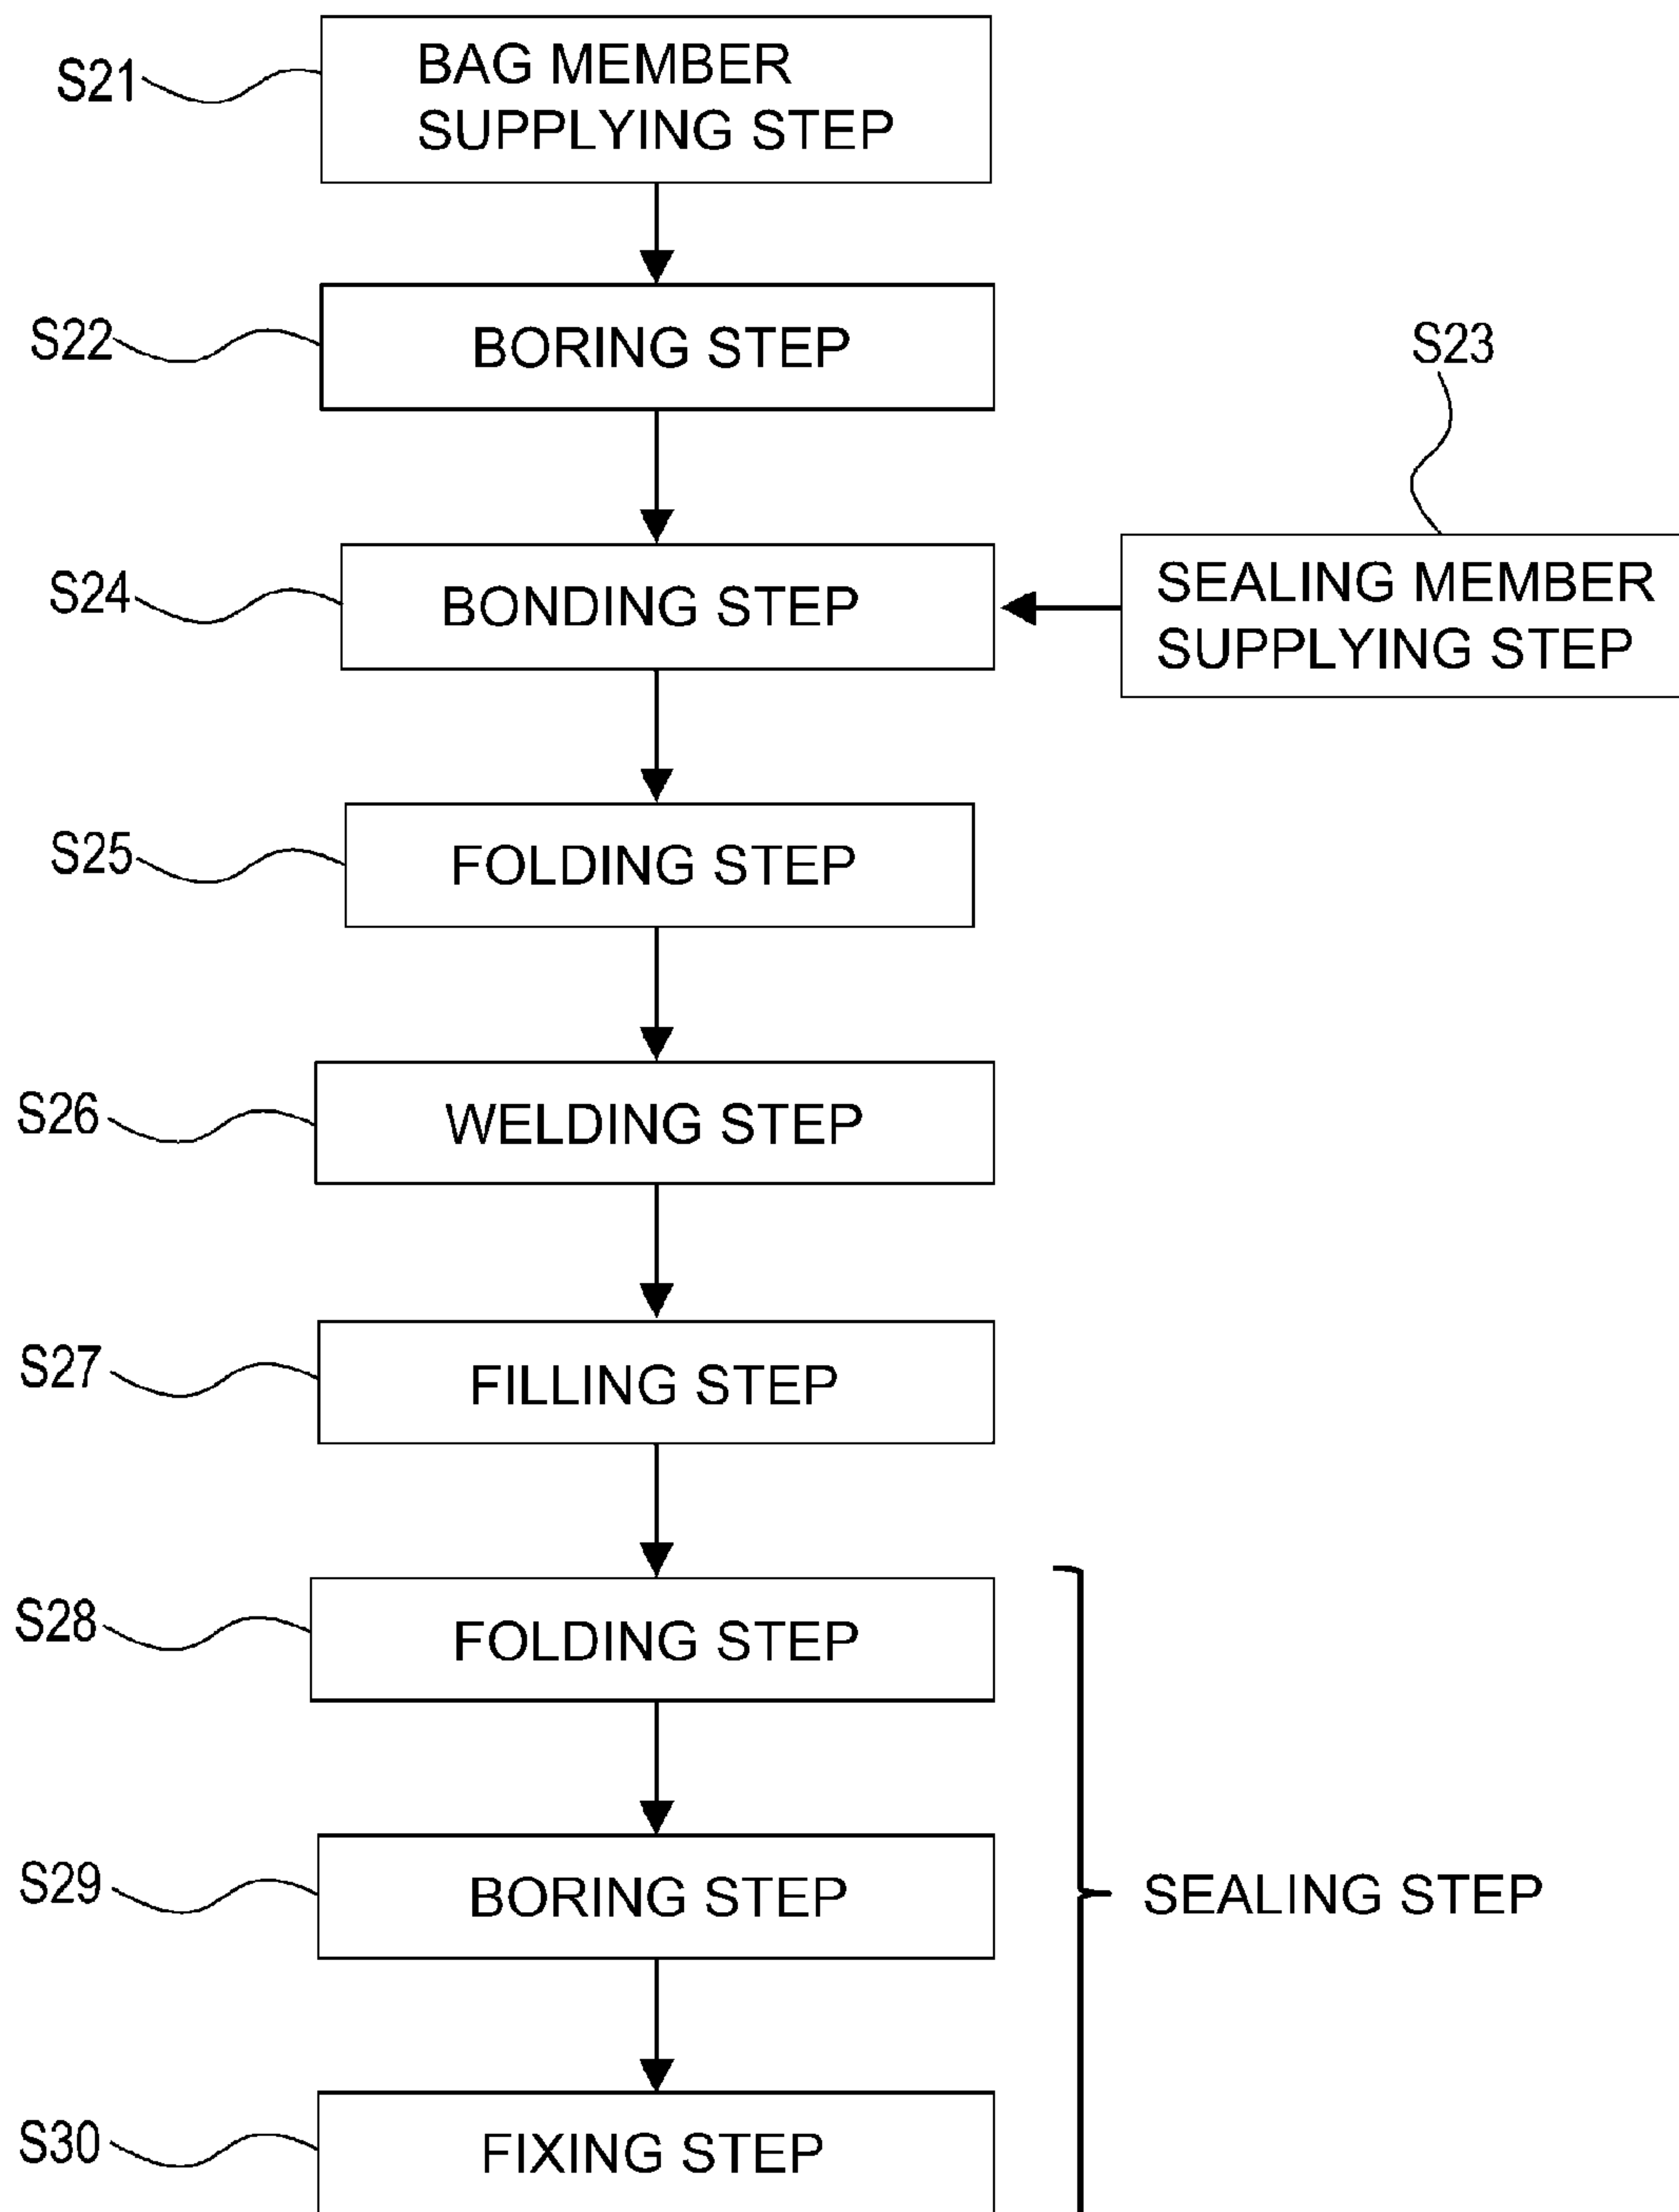 S21
BAG MEMBER
SUPPLYING STEP
S22
BORING STEP
S23
S24
BONDING STEP
SEALING MEMBER
SUPPLYING STEP
S25
FOLDING STEP
S26
WELDING STEP
S27
FILLING STEP
S28
FOLDING STEP
S29
BORING STEP
SEALING STEP
S30
FIXING STEP